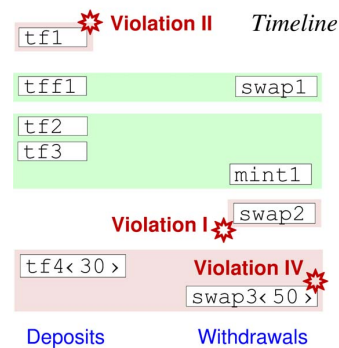 Violation II Timeline
tf1
tff1 swap1
tf2
tf3
mint1
swap2
Violation I
tf4‹30› Violation IV
swap3‹50›
Deposits Withdrawals